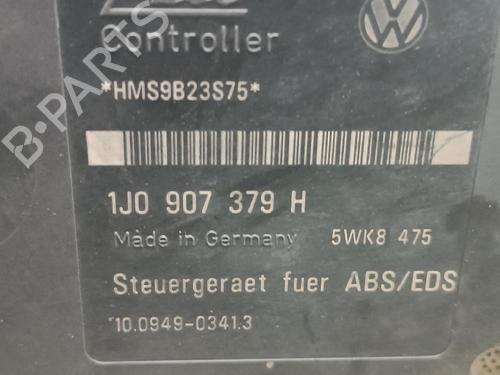 Controller
*HMS9B23S75*
1J0 907 379 H
Made in Germany 5WK8 475
Steuergeraet fuer ABS/EDS
10.0949-0341.3
B-PARTS